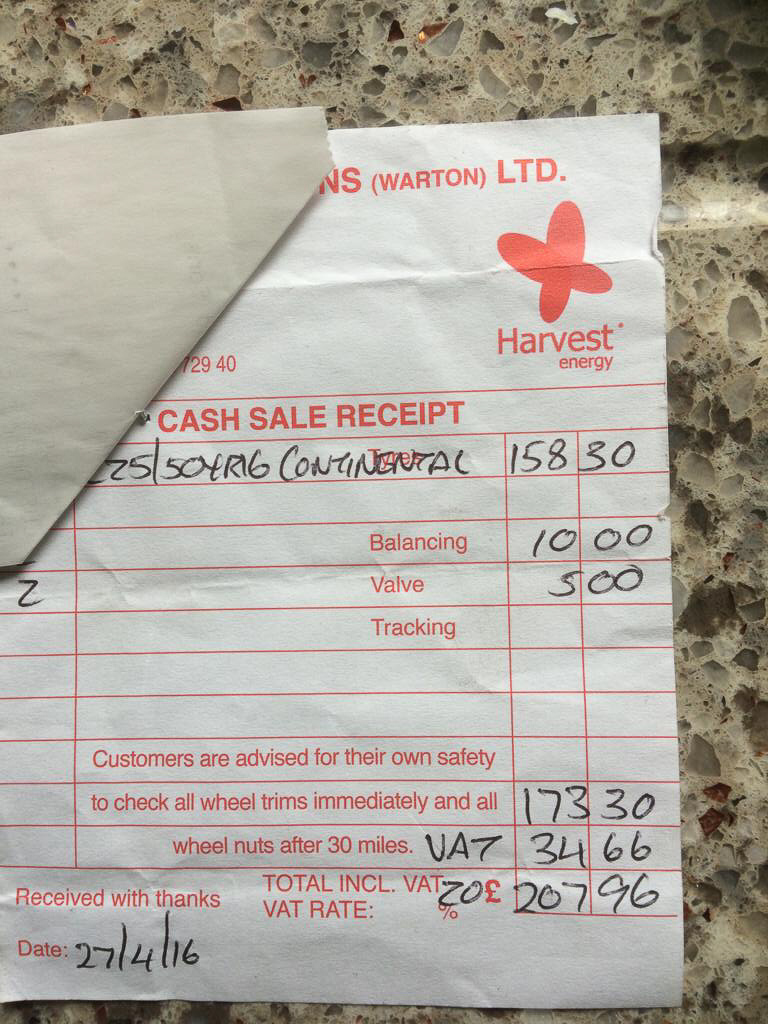 NS (WARTON) LTD.
Harvest
energy
729 40
CASH SALE RECEIPT
225/50YR16 CONTINENTAL Tyres 158 30
Balancing 10 00
2 Valve 5 00
Tracking
Customers are advised for their own safety
to check all wheel trims immediately and all 173 30
wheel nuts after 30 miles. VAT 34 66
Received with thanks TOTAL INCL. VAT £ 207 96
VAT RATE: 20 %
Date: 27/4/16